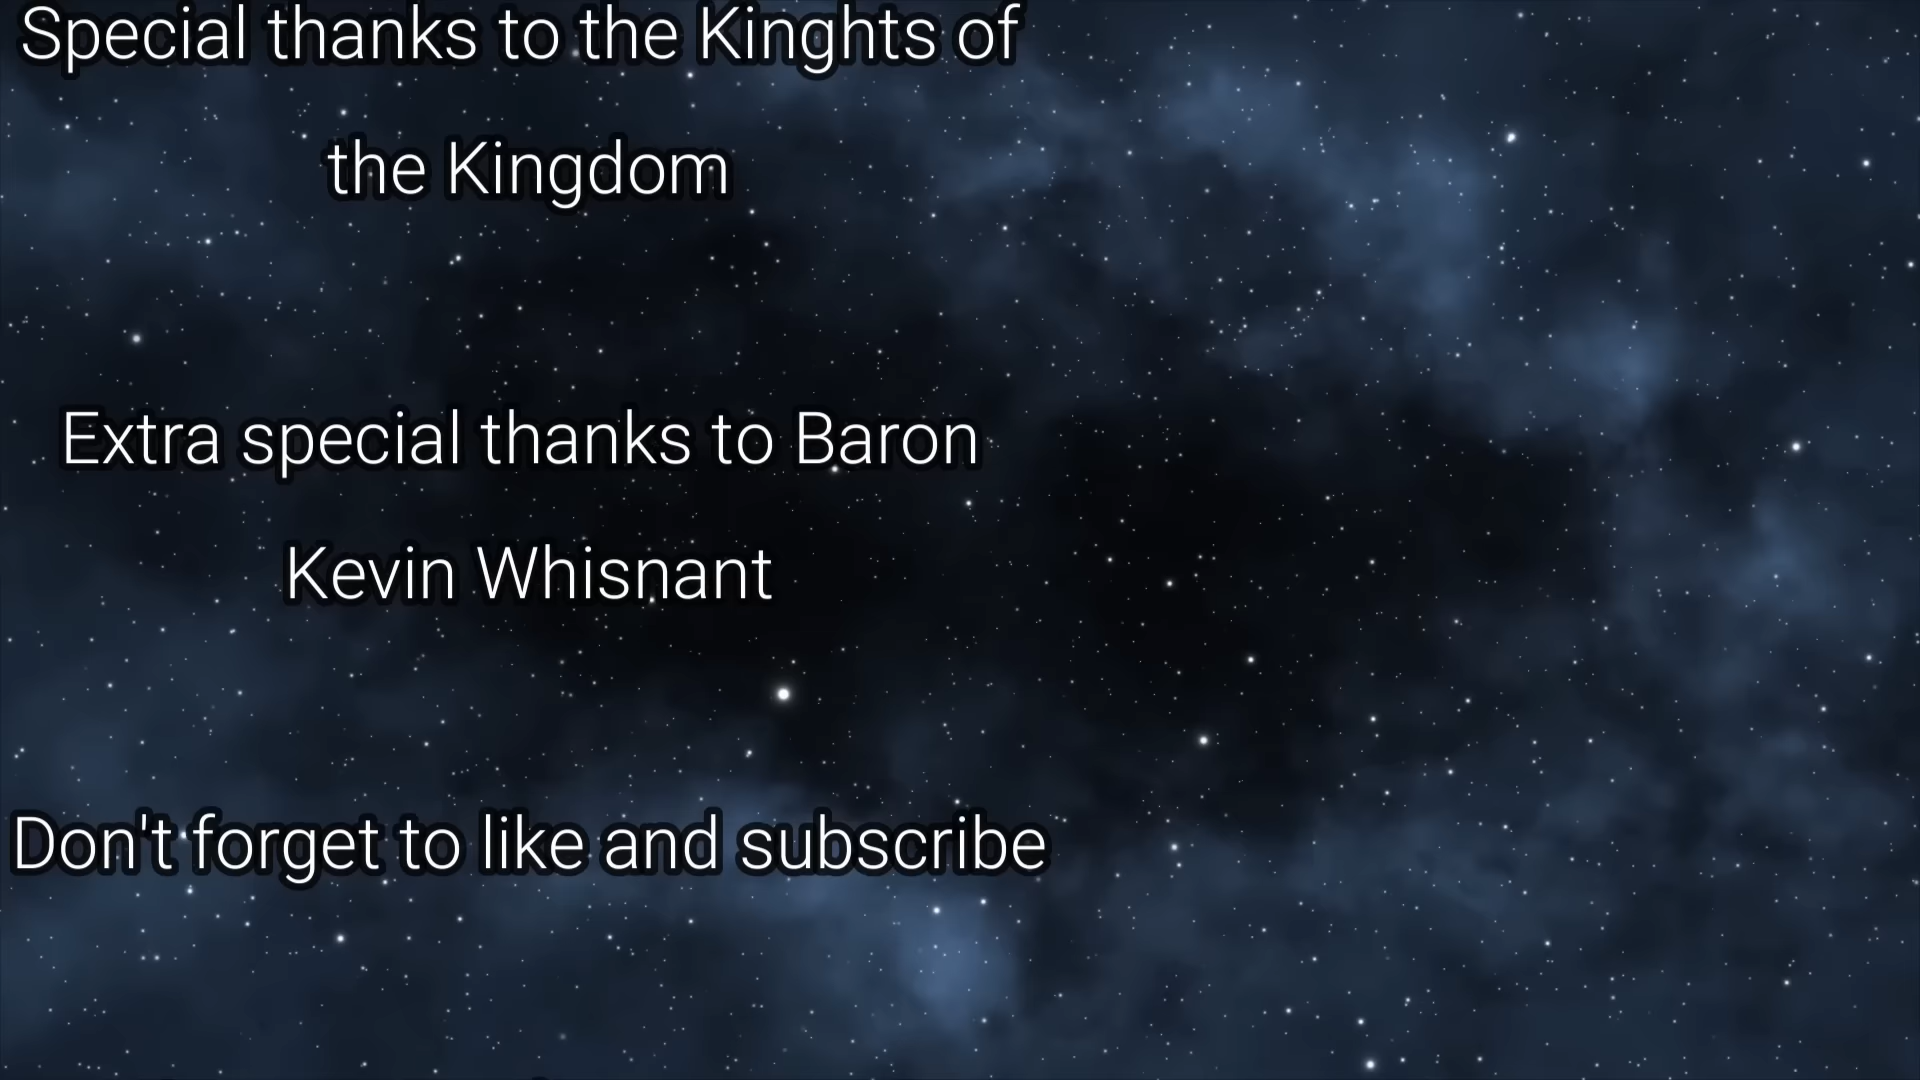 Special thanks to the Kinghts of
the Kingdom
Extra special thanks to Baron
Kevin Whisnant
Don't forget to like and subscribe